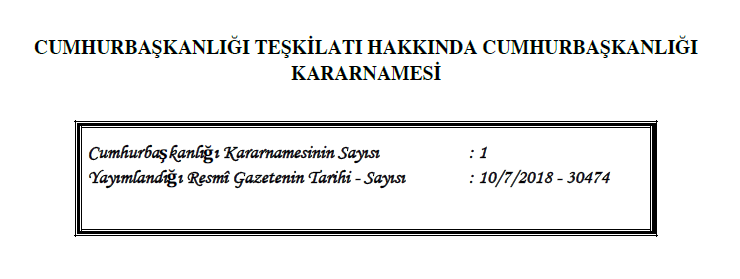 CUMHURBAŞKANLIĞI TEŞKİLATI HAKKINDA CUMHURBAŞKANLIĞI
KARARNAMESİ
Cumhurbaşkanlığı Kararnamesinin Sayısı : 1
Yayımlandığı Resmî Gazetenin Tarihi - Sayısı : 10/7/2018 - 30474